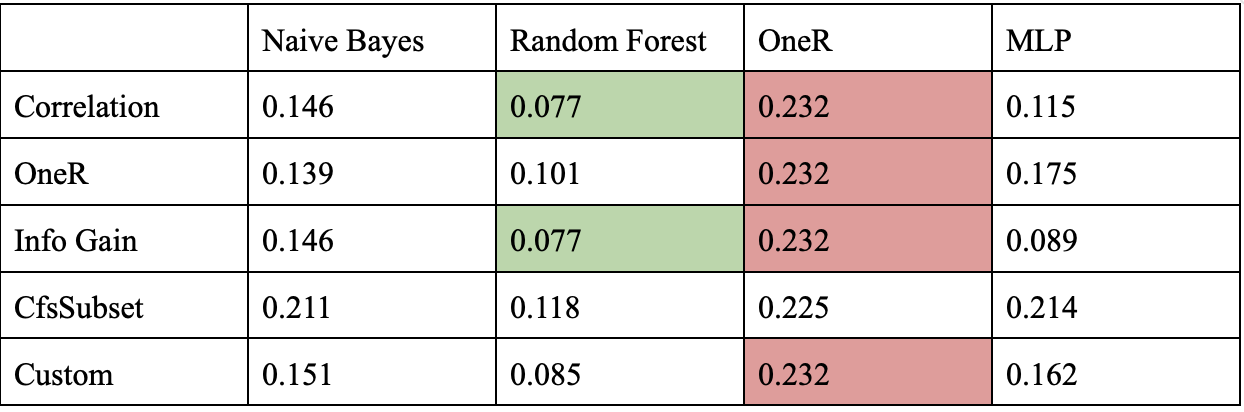 Naive Bayes Random Forest OneR MLP
Correlation 0.146 0.077 0.232 0.115
OneR 0.139 0.101 0.232 0.175
Info Gain 0.146 0.077 0.232 0.089
CfsSubset 0.211 0.118 0.225 0.214
Custom 0.151 0.085 0.232 0.162